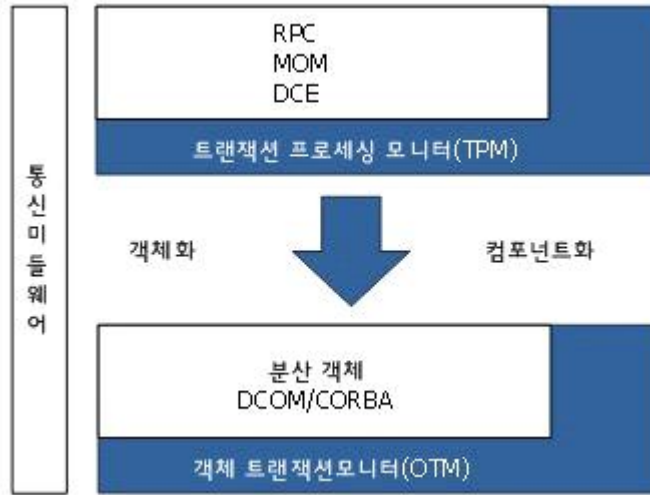 통신미들웨어
RPC
MOM
DCE
트랜잭션 프로세싱 모니터(TPM)
객체화
컴포넌트화
분산 객체
DCOM/CORBA
객체 트랜잭션모니터(OTM)